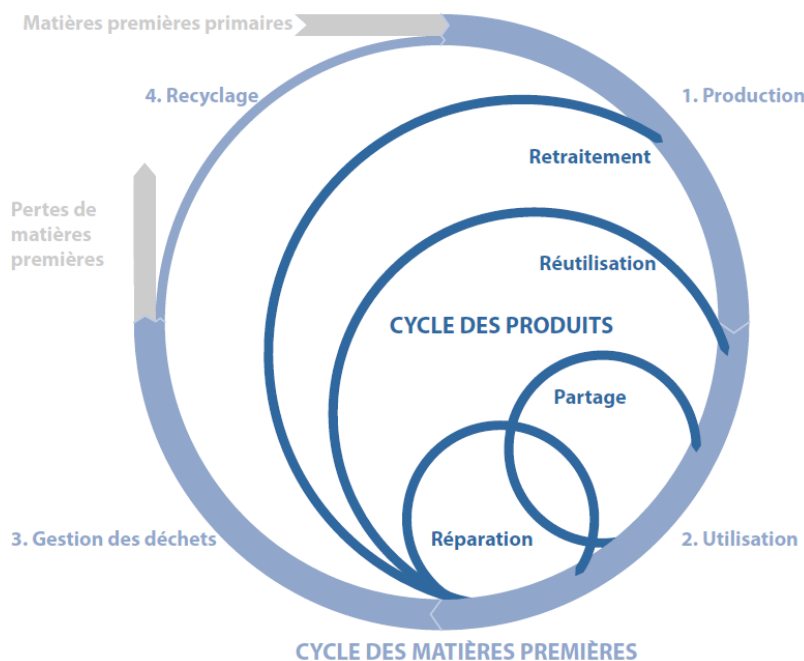 Matières premières primaires
4. Recyclage
1. Production
Retraitement
Pertes de
matières
premières
Réutilisation
CYCLE DES PRODUITS
Partage
3. Gestion des déchets
Réparation
2. Utilisation
CYCLE DES MATIÈRES PREMIÈRES